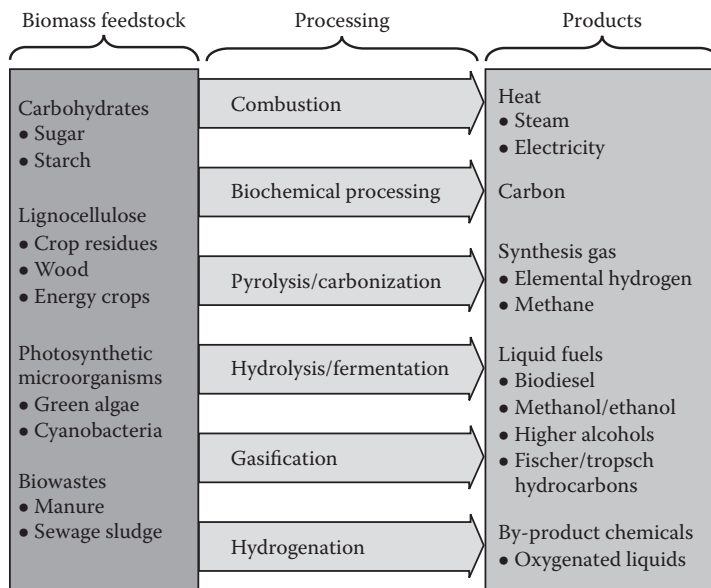 Biomass feedstock
Processing
Products
Carbohydrates
● Sugar
● Starch
Lignocellulose
● Crop residues
● Wood
● Energy crops
Photosynthetic
microorganisms
● Green algae
● Cyanobacteria
Biowastes
● Manure
● Sewage sludge
Combustion
Biochemical processing
Pyrolysis/carbonization
Hydrolysis/fermentation
Gasification
Hydrogenation
Heat
● Steam
● Electricity
Carbon
Synthesis gas
● Elemental hydrogen
● Methane
Liquid fuels
● Biodiesel
● Methanol/ethanol
● Higher alcohols
● Fischer/tropsch
hydrocarbons
By-product chemicals
● Oxygenated liquids